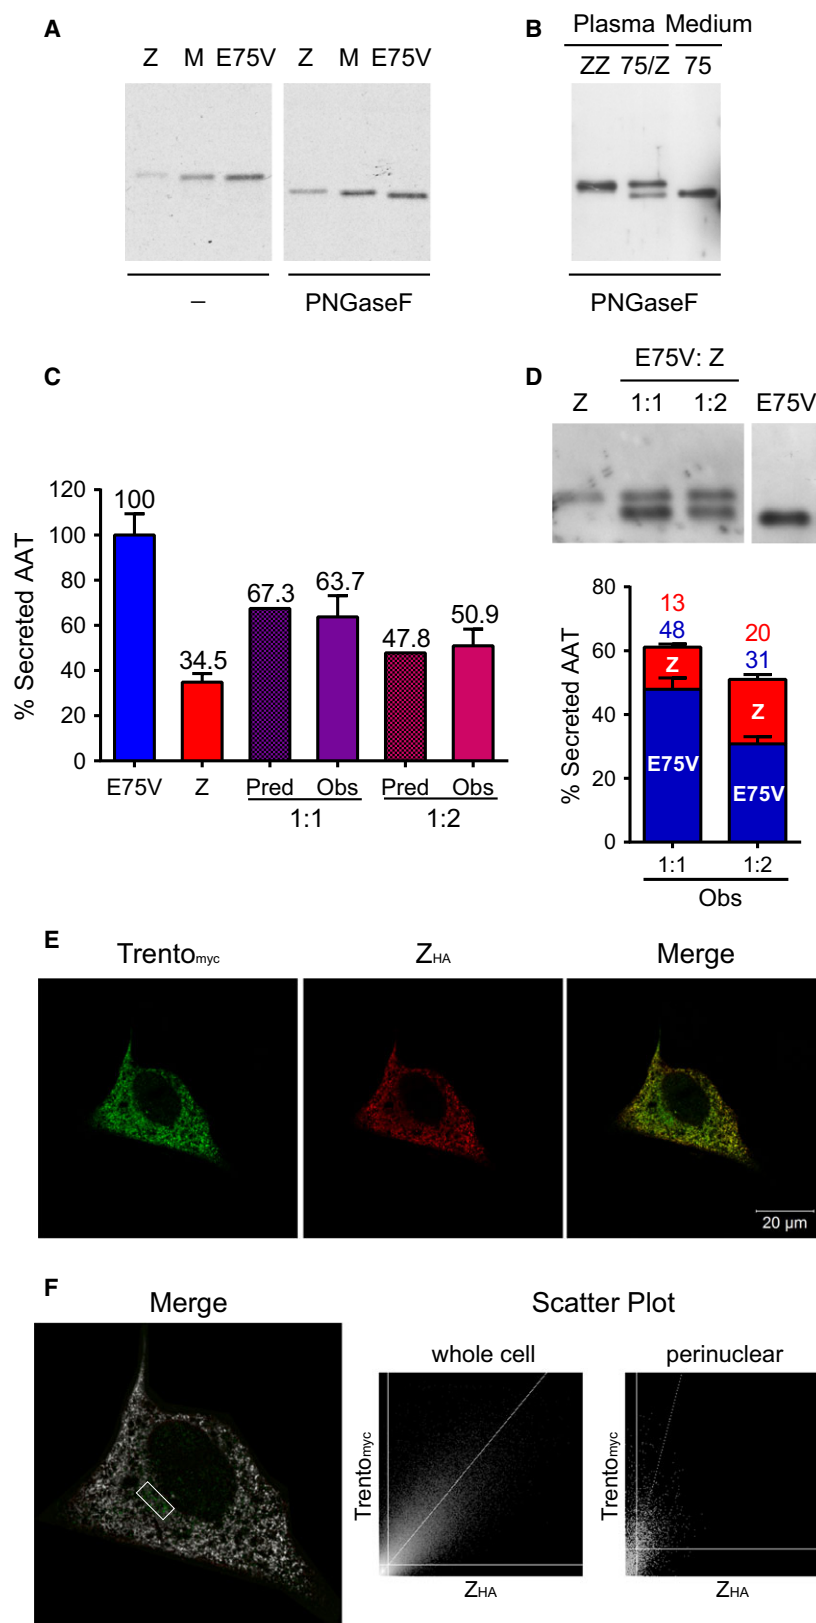 A
Z M E75V Z M E75V
– PNGaseF
B
Plasma Medium
ZZ 75/Z 75
PNGaseF
C
% Secreted AAT
120
100
80
60
40
20
0
100
34.5
67.3
63.7
47.8
50.9
E75V Z Pred Obs Pred Obs
1:1 1:2
D
E75V: Z
Z 1:1 1:2 E75V
% Secreted AAT
80
60
40
20
0
13
48
20
31
Z
E75V
Z
E75V
1:1 1:2
Obs
E
Trentomyc ZHA Merge
20 µm
F
Merge Scatter Plot
whole cell perinuclear
Trentomyc
ZHA
Trentomyc
ZHA